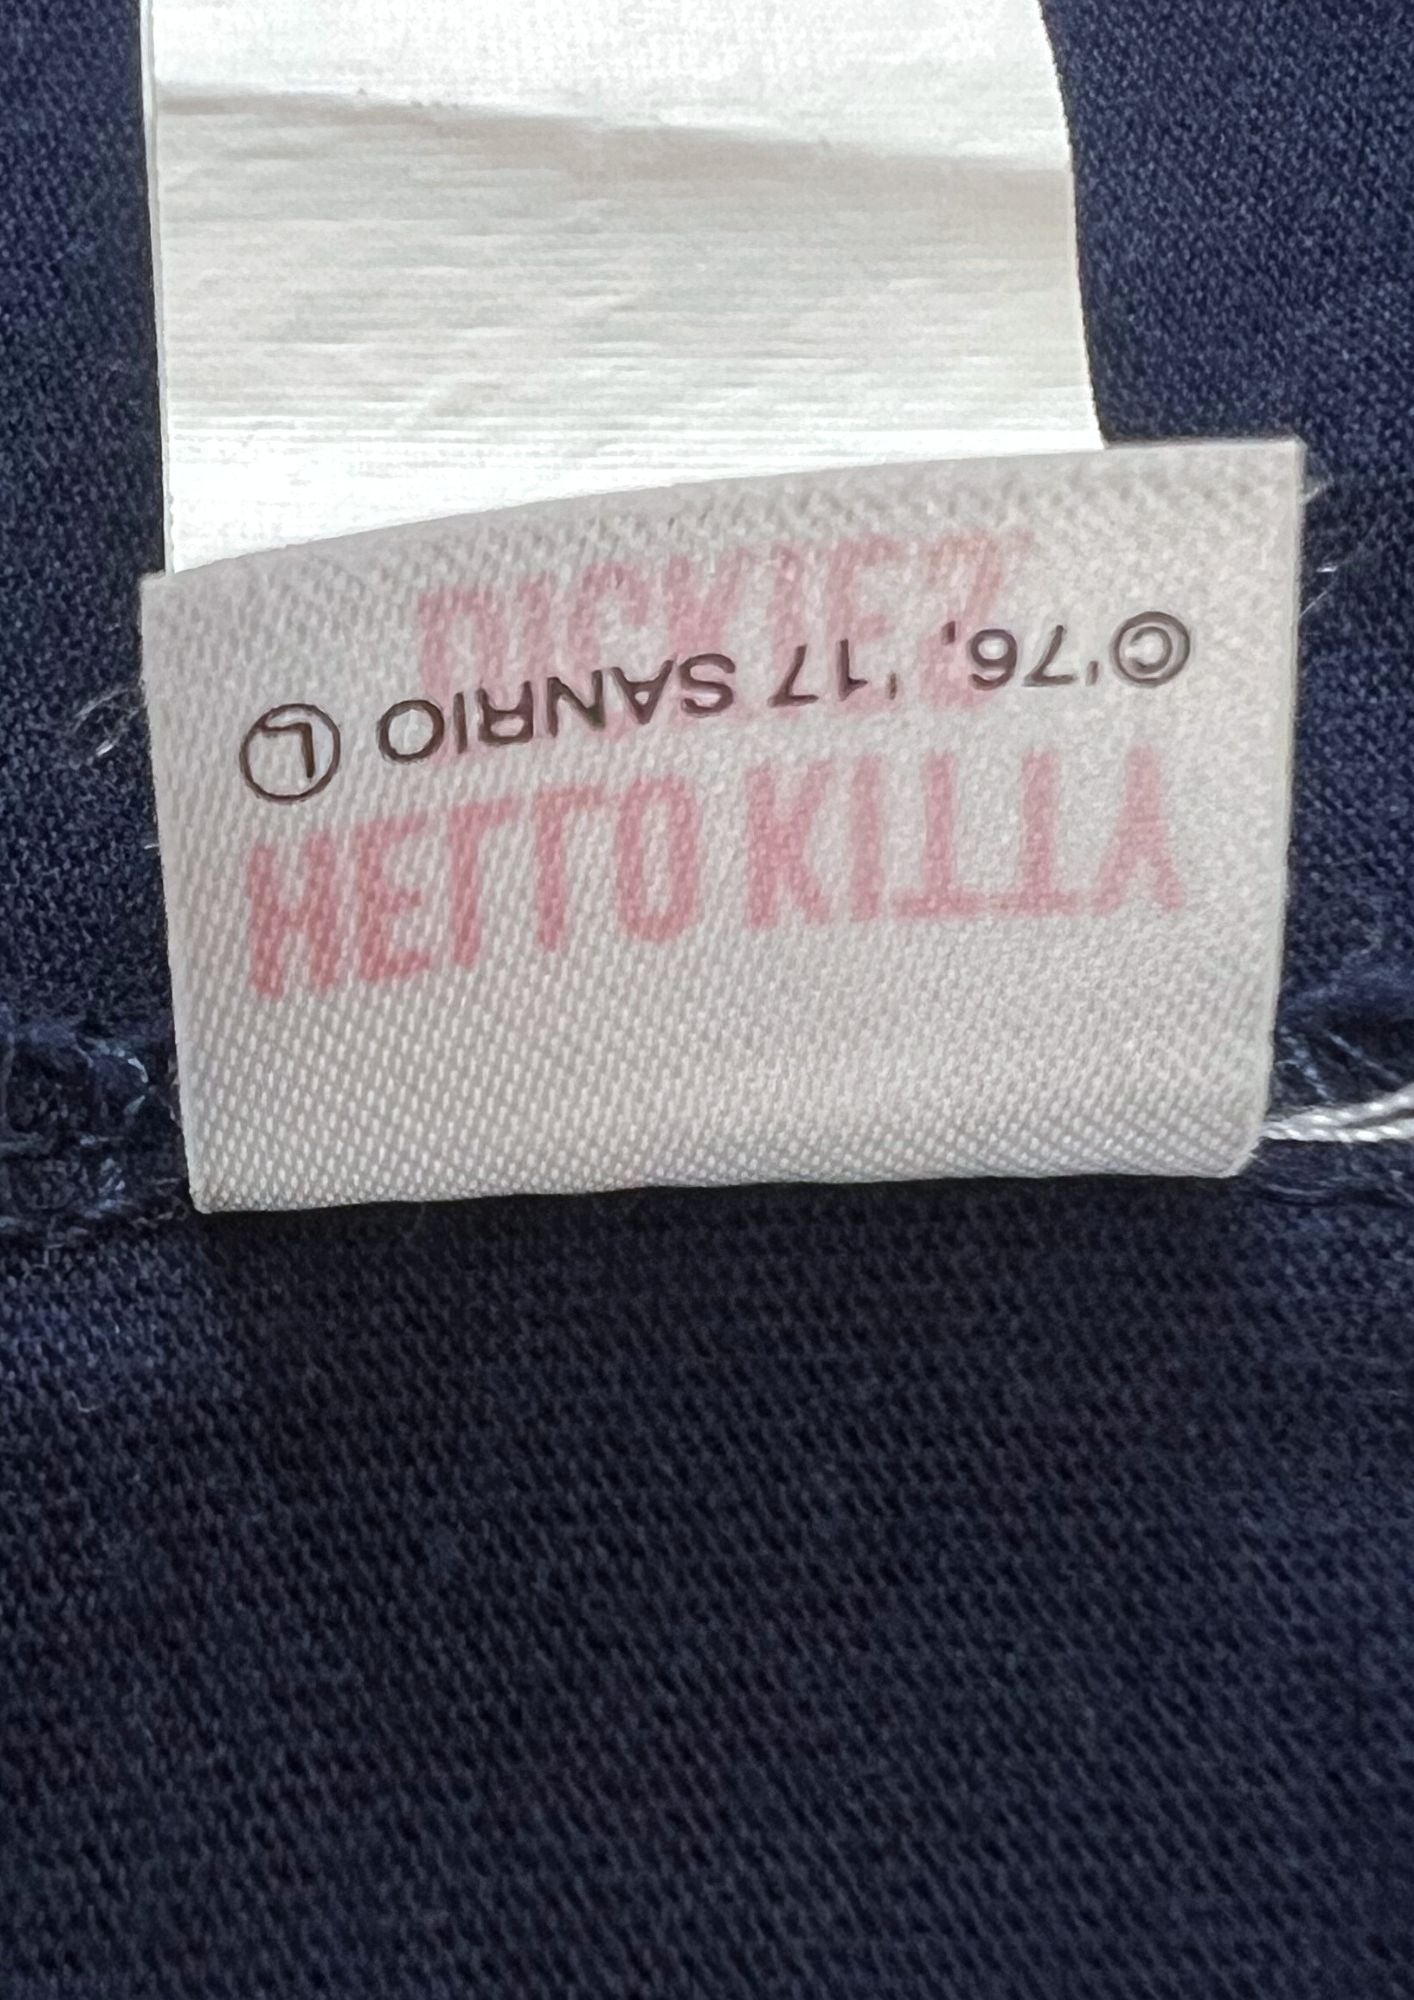 HELLO KITTY
©'76, '17 SANRIO Ⓛ
DICKIES